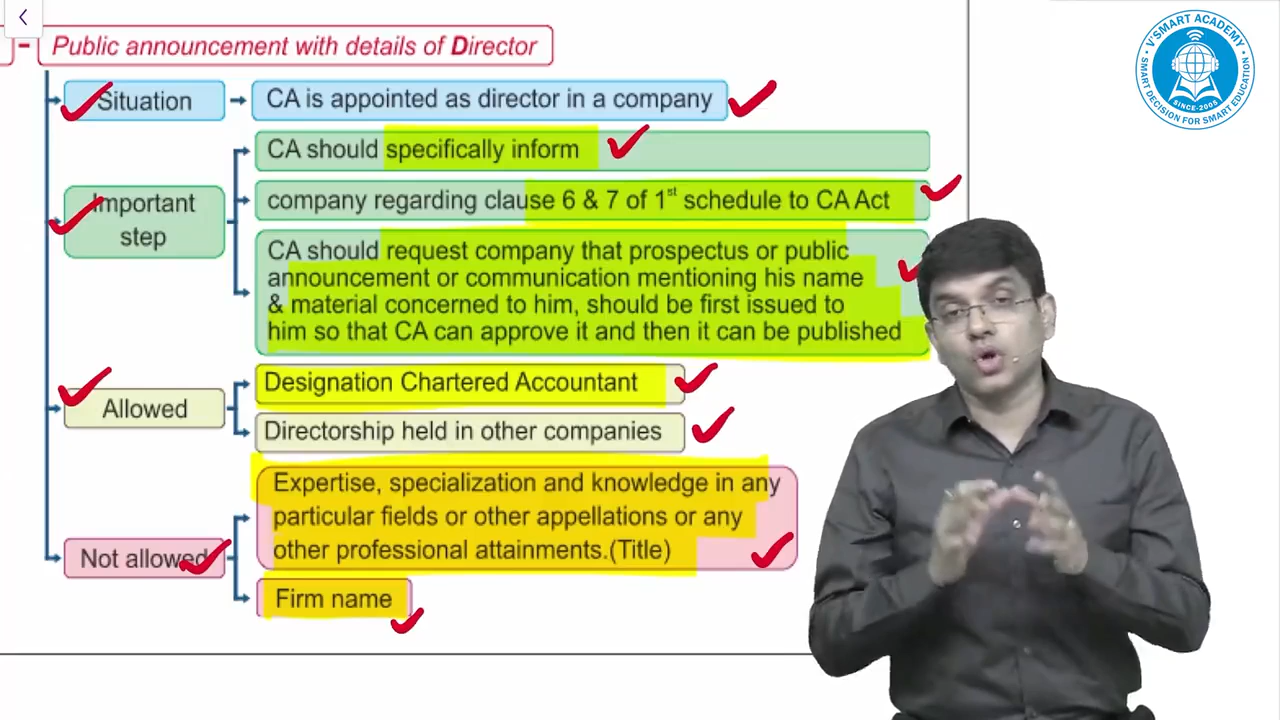 Public announcement with details of Director
Situation
CA is appointed as director in a company
Important
step
CA should specifically inform
company regarding clause 6 & 7 of 1st schedule to CA Act
CA should request company that prospectus or public
announcement or communication mentioning his name
& material concerned to him, should be first issued to
him so that CA can approve it and then it can be published
Allowed
Designation Chartered Accountant
Directorship held in other companies
Not allowed
Expertise, specialization and knowledge in any
particular fields or other appellations or any
other professional attainments.(Title)
Firm name
V SMART ACADEMY
SINCE-2005
SMART DECISION FOR SMART EDUCATION